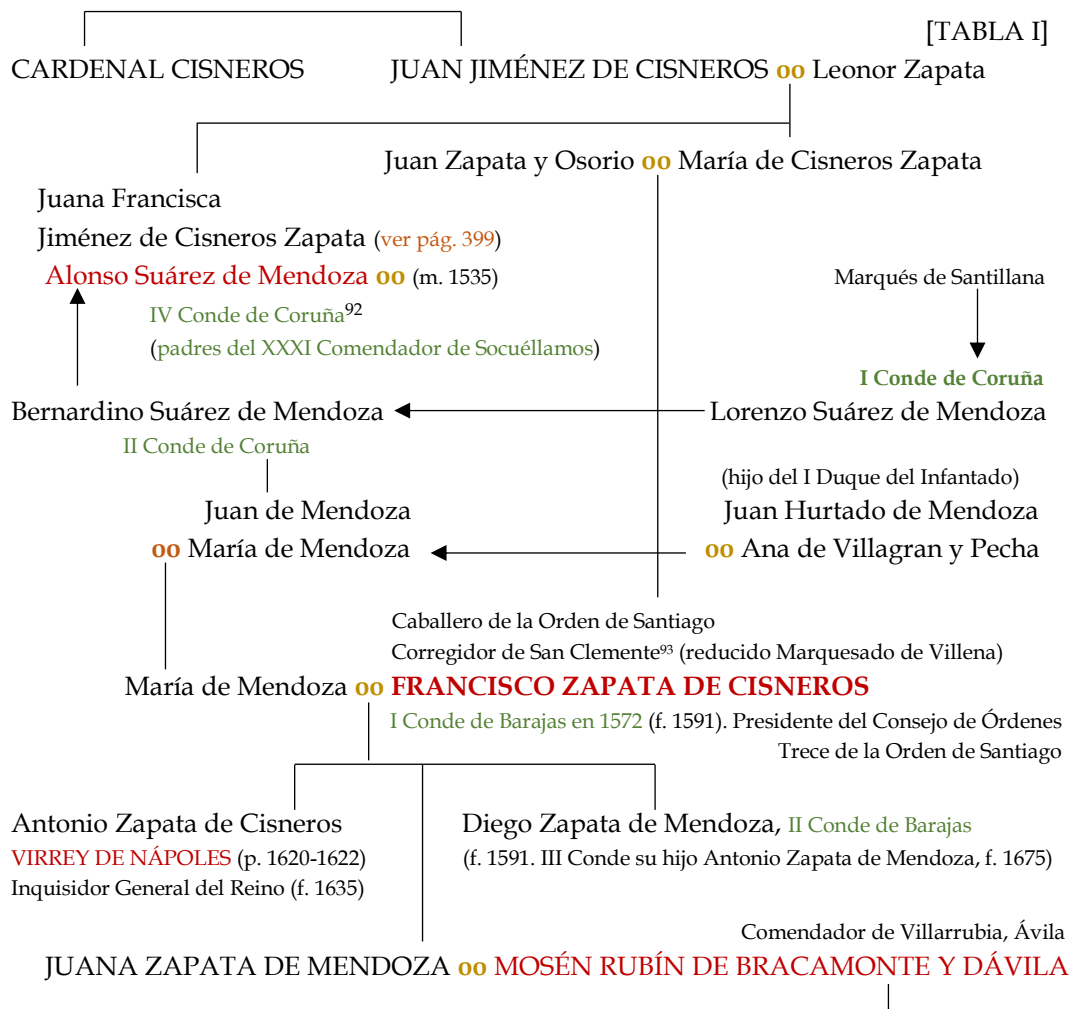 [TABLA I]
CARDENAL CISNEROS JUAN JIMÉNEZ DE CISNEROS oo Leonor Zapata
Juan Zapata y Osorio oo María de Cisneros Zapata
Juana Francisca
Jiménez de Cisneros Zapata (ver pág. 399)
Alonso Suárez de Mendoza oo (m. 1535)
Marqués de Santillana
IV Conde de Coruña92
(padres del XXXI Comendador de Socuéllamos)
I Conde de Coruña
Bernardino Suárez de Mendoza Lorenzo Suárez de Mendoza
II Conde de Coruña
(hijo del I Duque del Infantado)
Juan de Mendoza Juan Hurtado de Mendoza
oo María de Mendoza oo Ana de Villagran y Pecha
Caballero de la Orden de Santiago
Corregidor de San Clemente93 (reducido Marquesado de Villena)
María de Mendoza oo FRANCISCO ZAPATA DE CISNEROS
I Conde de Barajas en 1572 (f. 1591). Presidente del Consejo de Órdenes
Trece de la Orden de Santiago
Antonio Zapata de Cisneros
VIRREY DE NÁPOLES (p. 1620-1622)
Inquisidor General del Reino (f. 1635)
Diego Zapata de Mendoza, II Conde de Barajas
(f. 1591. III Conde su hijo Antonio Zapata de Mendoza, f. 1675)
Comendador de Villarrubia, Ávila
JUANA ZAPATA DE MENDOZA oo MOSÉN RUBÍN DE BRACAMONTE Y DÁVILA